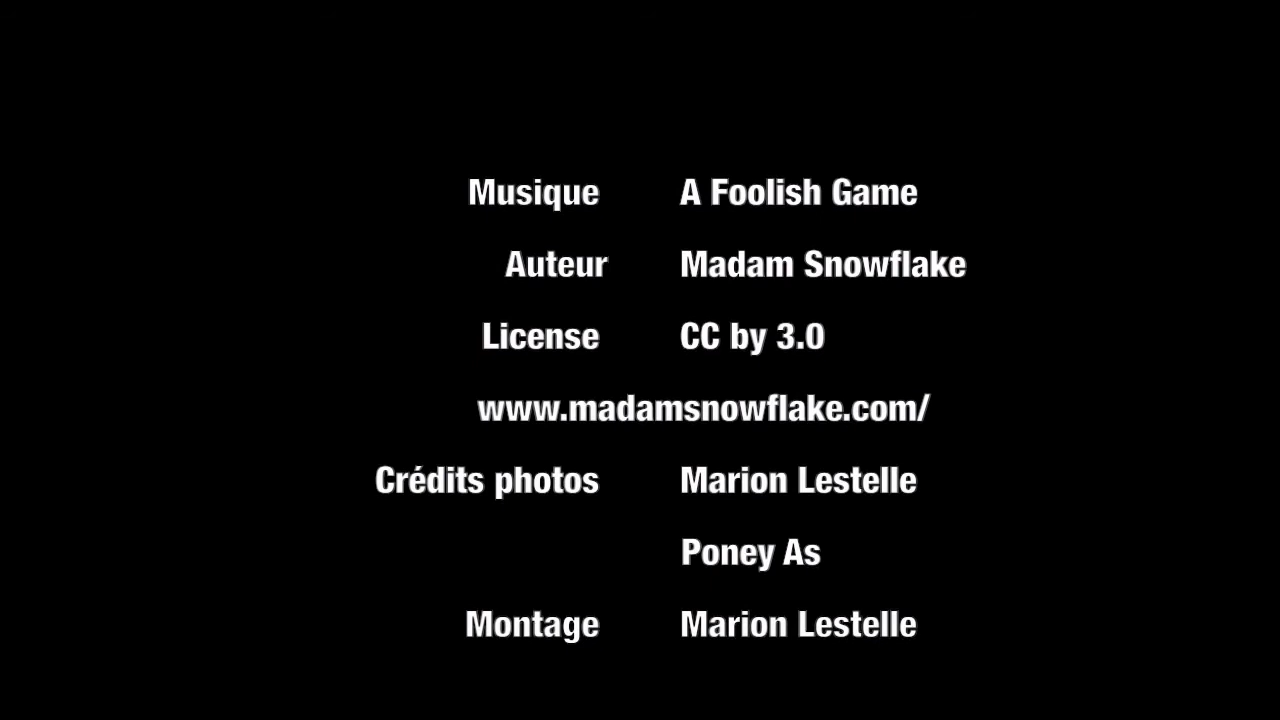 Musique A Foolish Game
Auteur Madam Snowflake
License CC by 3.0
www.madamsnowflake.com/
Crédits photos Marion Lestelle
Poney As
Montage Marion Lestelle